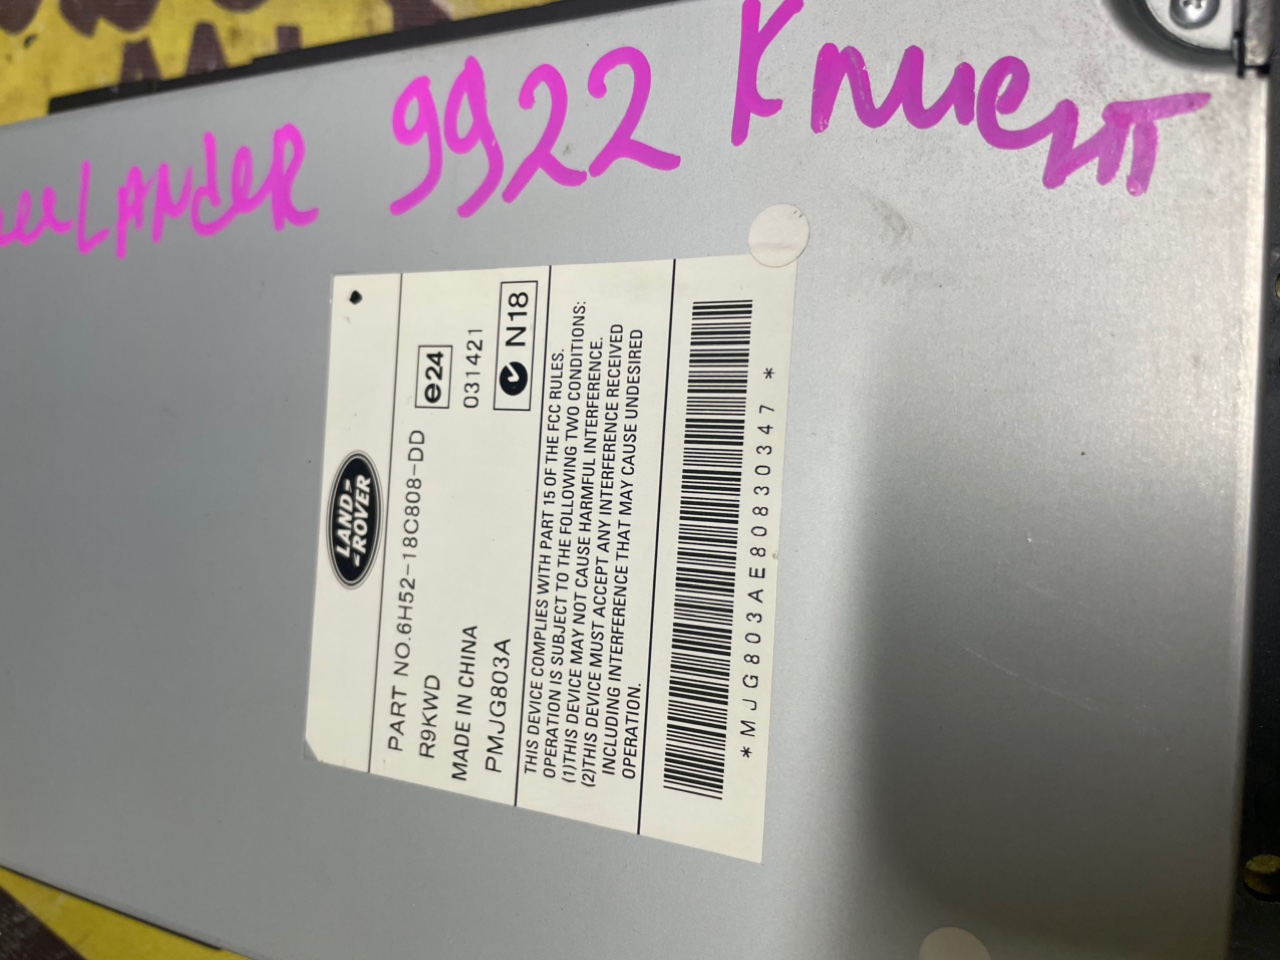 9922 Клиент
LAND-
-ROVER
PART NO.6H52-18C808-DD
R9KWD
e24
MADE IN CHINA
031421
PMJG803A
N18
THIS DEVICE COMPLIES WITH PART 15 OF THE FCC RULES.
OPERATION IS SUBJECT TO THE FOLLOWING TWO CONDITIONS:
(1)THIS DEVICE MAY NOT CAUSE HARMFUL INTERFERENCE.
(2)THIS DEVICE MUST ACCEPT ANY INTERFERENCE RECEIVED
INCLUDING INTERFERENCE THAT MAY CAUSE UNDESIRED
OPERATION.
*MJG803AE80830347*